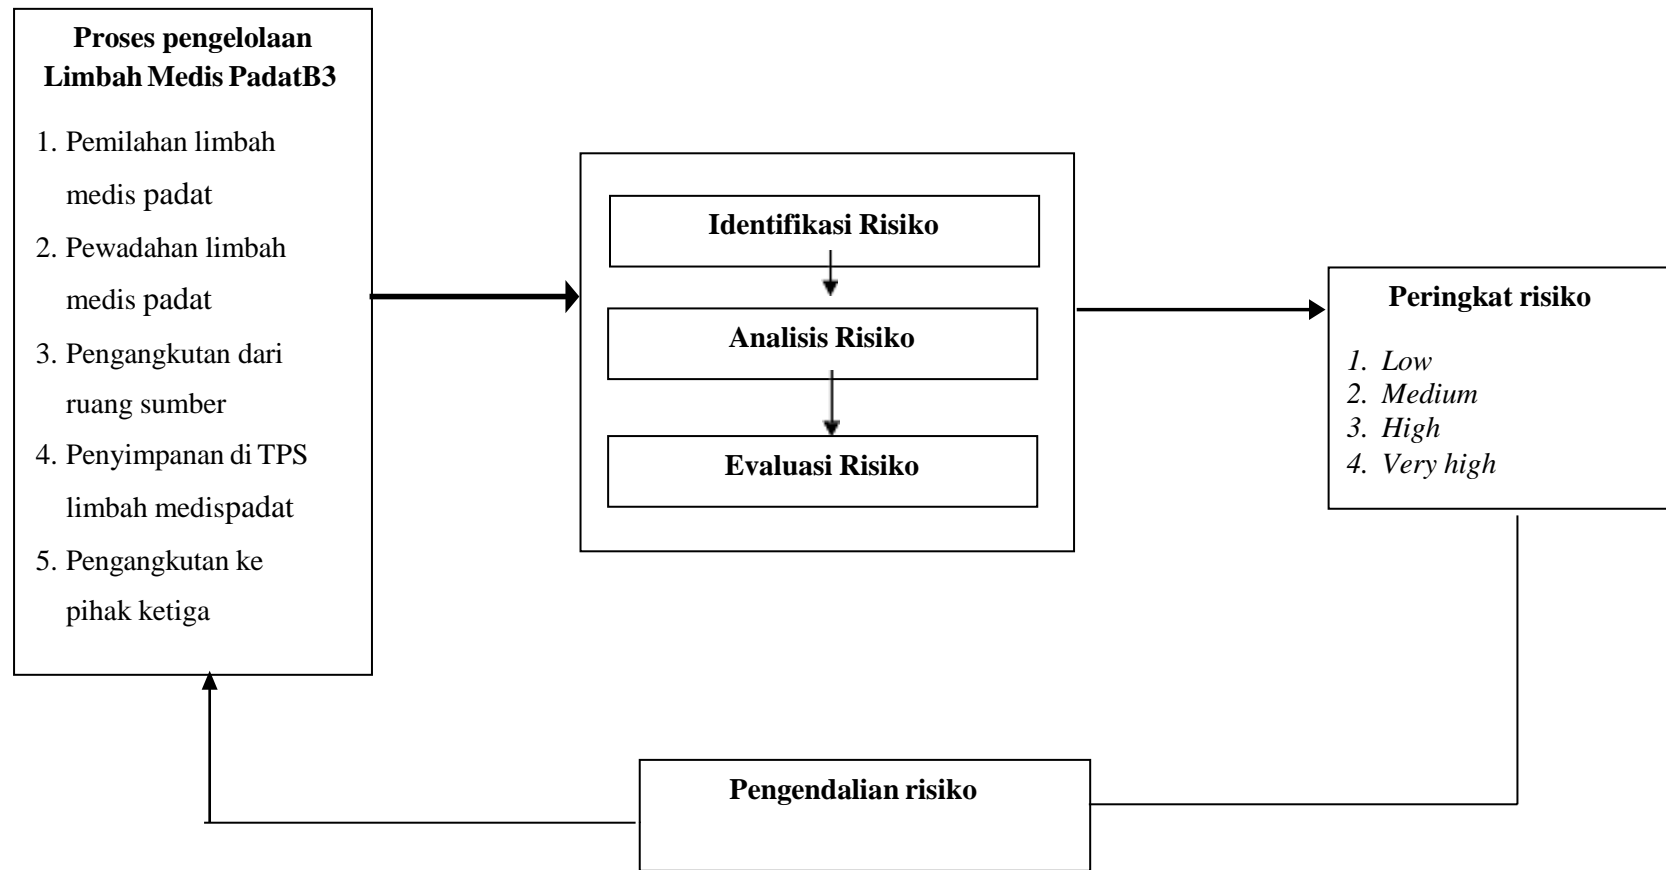 Proses pengelolaan
Limbah Medis PadatB3
1. Pemilahan limbah
medis padat
2. Pewadahan limbah
medis padat
3. Pengangkutan dari
ruang sumber
4. Penyimpanan di TPS
limbah medispadat
5. Pengangkutan ke
pihak ketiga
Identifikasi Risiko
Analisis Risiko
Evaluasi Risiko
Peringkat risiko
1. Low
2. Medium
3. High
4. Very high
Pengendalian risiko